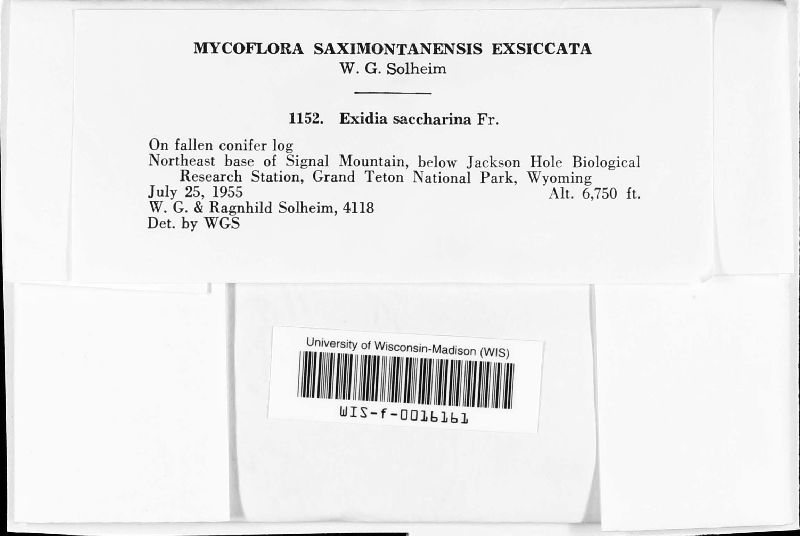 MYCOFLORA SAXIMONTANENSIS EXSICCATA
W. G. Solheim
1152. Exidia saccharina Fr.
On fallen conifer log
Northeast base of Signal Mountain, below Jackson Hole Biological
Research Station, Grand Teton National Park, Wyoming
July 25, 1955 Alt. 6,750 ft.
W. G. & Ragnhild Solheim, 4118
Det. by WGS
University of Wisconsin-Madison (WIS)
WIS-f-0016161